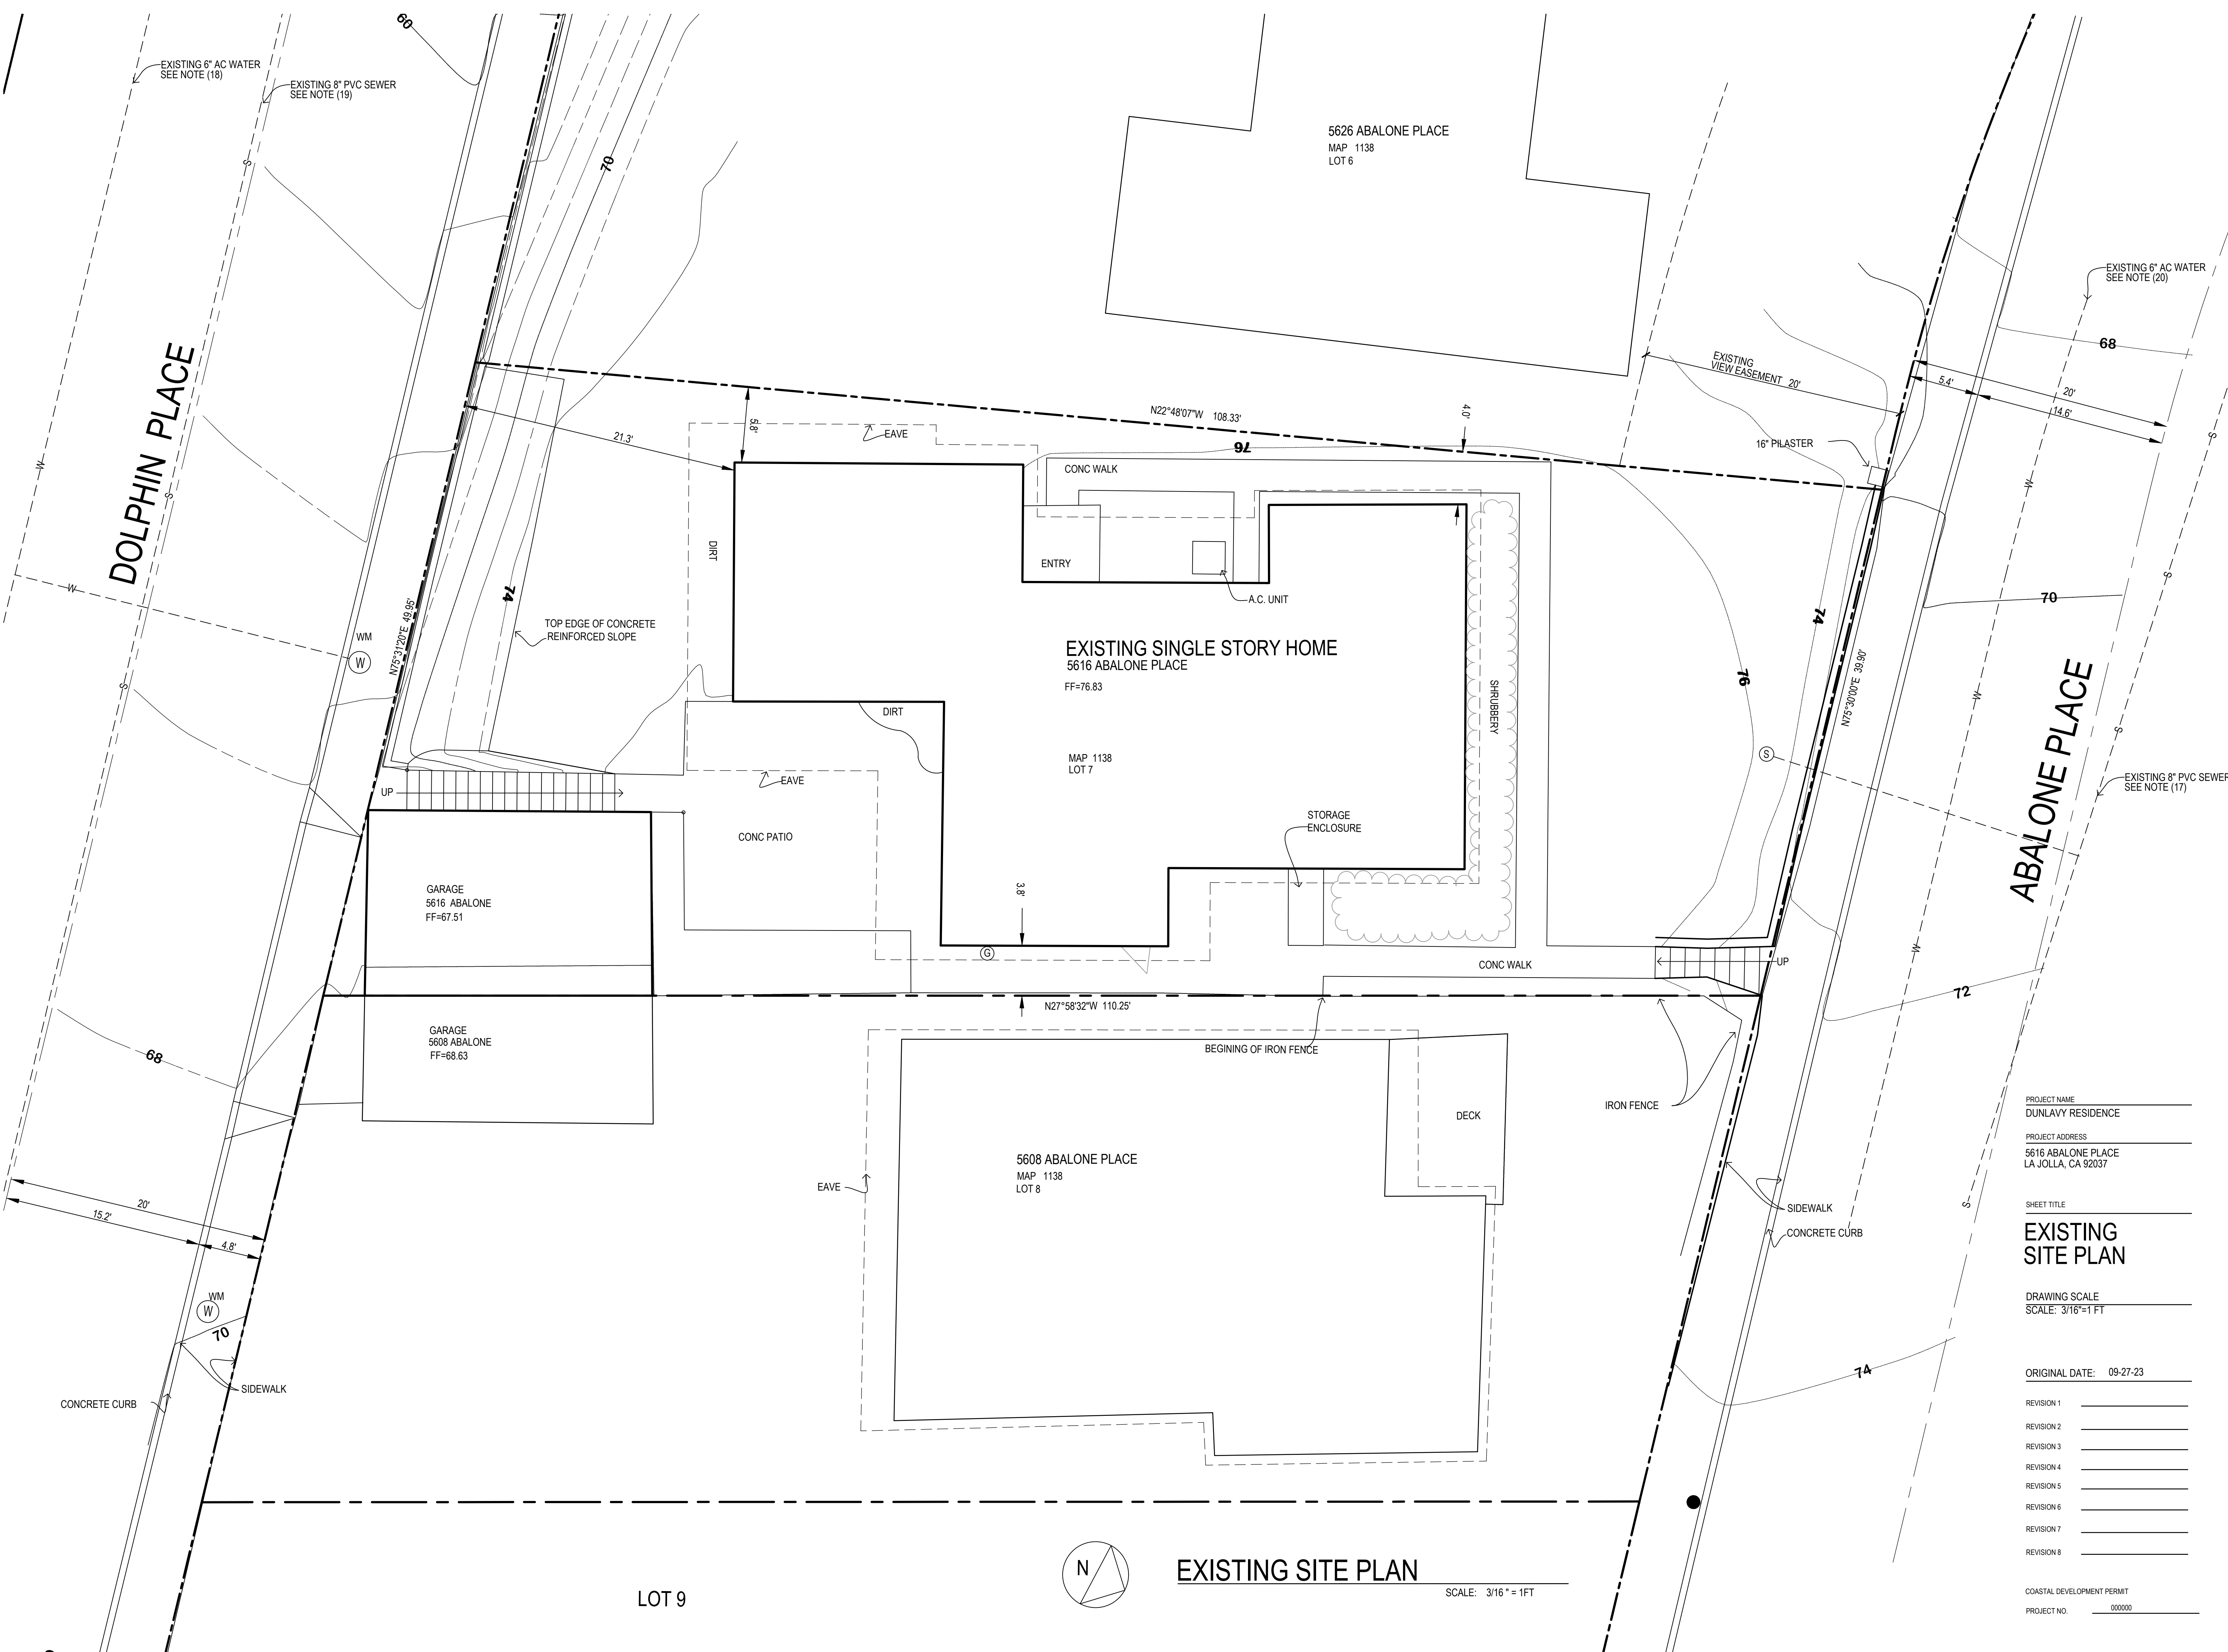 60
EXISTING 6" AC WATER
SEE NOTE (18)
EXISTING 8" PVC SEWER
SEE NOTE (19)
S
70
5626 ABALONE PLACE
MAP 1138
LOT 6
EXISTING 6" AC WATER
SEE NOTE (20)
68
5.4'
20'
14.6'
EXISTING
VIEW EASEMENT 20'
16" PILASTER
DOLPHIN PLACE
W
S
W
S
21.3'
5.8'
EAVE
N22°48'07"W 108.33'
4.0'
76
CONC WALK
S
W
S
70
DIRT
ENTRY
A.C. UNIT
74
TOP EDGE OF CONCRETE
REINFORCED SLOPE
WM
W
N75°31'20"E 49.95'
EXISTING SINGLE STORY HOME
5616 ABALONE PLACE
FF=76.83
SHRUBBERY
74
76
N75°30'00"E 39.90'
W
ABALONE PLACE
S
DIRT
MAP 1138
LOT 7
S
EXISTING 8" PVC SEWER
SEE NOTE (17)
UP
EAVE
CONC PATIO
STORAGE
ENCLOSURE
GARAGE
5616 ABALONE
FF=67.51
3.8'
G
CONC WALK
UP
W
72
N27°58'32"W 110.25'
GARAGE
5608 ABALONE
FF=68.63
68
BEGINING OF IRON FENCE
IRON FENCE
DECK
5608 ABALONE PLACE
MAP 1138
LOT 8
EAVE
20'
15.2'
4.8'
SIDEWALK
CONCRETE CURB
S
WM
W
70
SIDEWALK
CONCRETE CURB
74
LOT 9
N
EXISTING SITE PLAN
SCALE: 3/16 " = 1FT
PROJECT NAME
DUNLAVY RESIDENCE
PROJECT ADDRESS
5616 ABALONE PLACE
LA JOLLA, CA 92037
SHEET TITLE
EXISTING
SITE PLAN
DRAWING SCALE
SCALE: 3/16"=1 FT
ORIGINAL DATE: 09-27-23
REVISION 1
REVISION 2
REVISION 3
REVISION 4
REVISION 5
REVISION 6
REVISION 7
REVISION 8
COASTAL DEVELOPMENT PERMIT
PROJECT NO. 000000